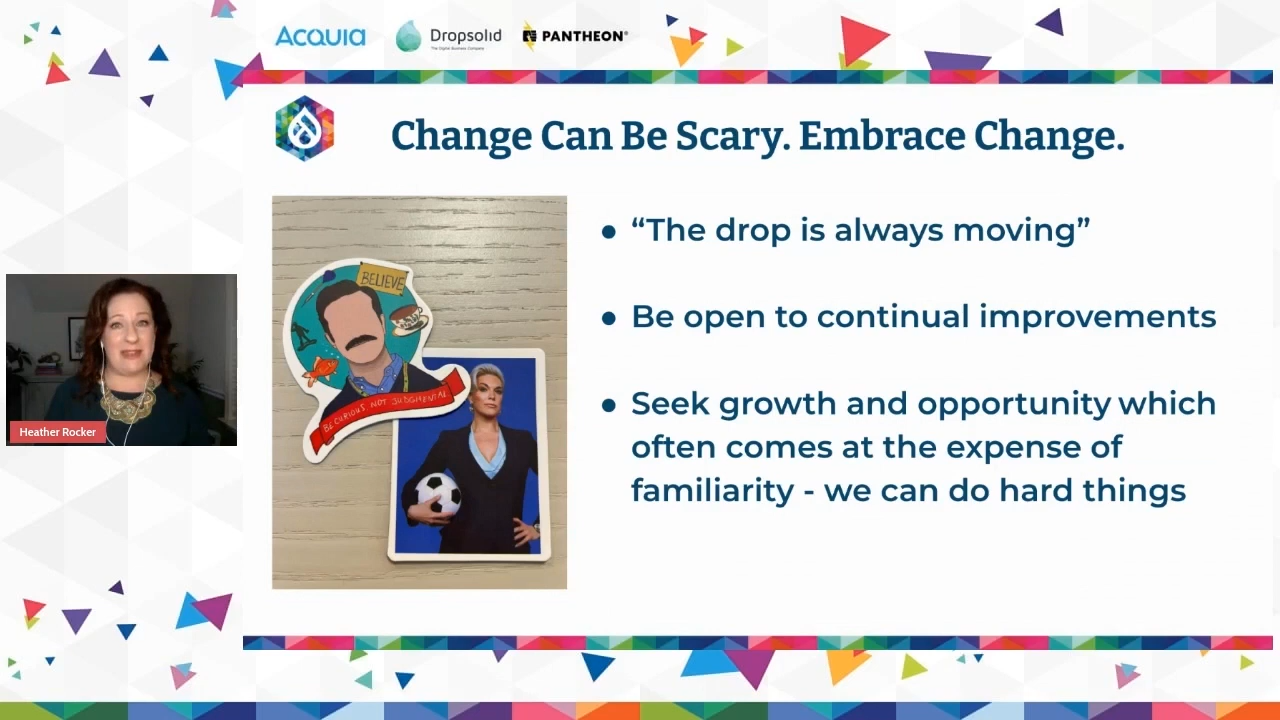 Acquia
Dropsolid
The Digital Business Company
PANTHEON®
Change Can Be Scary. Embrace Change.
BELIEVE
BE CURIOUS, NOT JUDGMENTAL
Heather Rocker
● “The drop is always moving”
● Be open to continual improvements
● Seek growth and opportunity which
often comes at the expense of
familiarity - we can do hard things